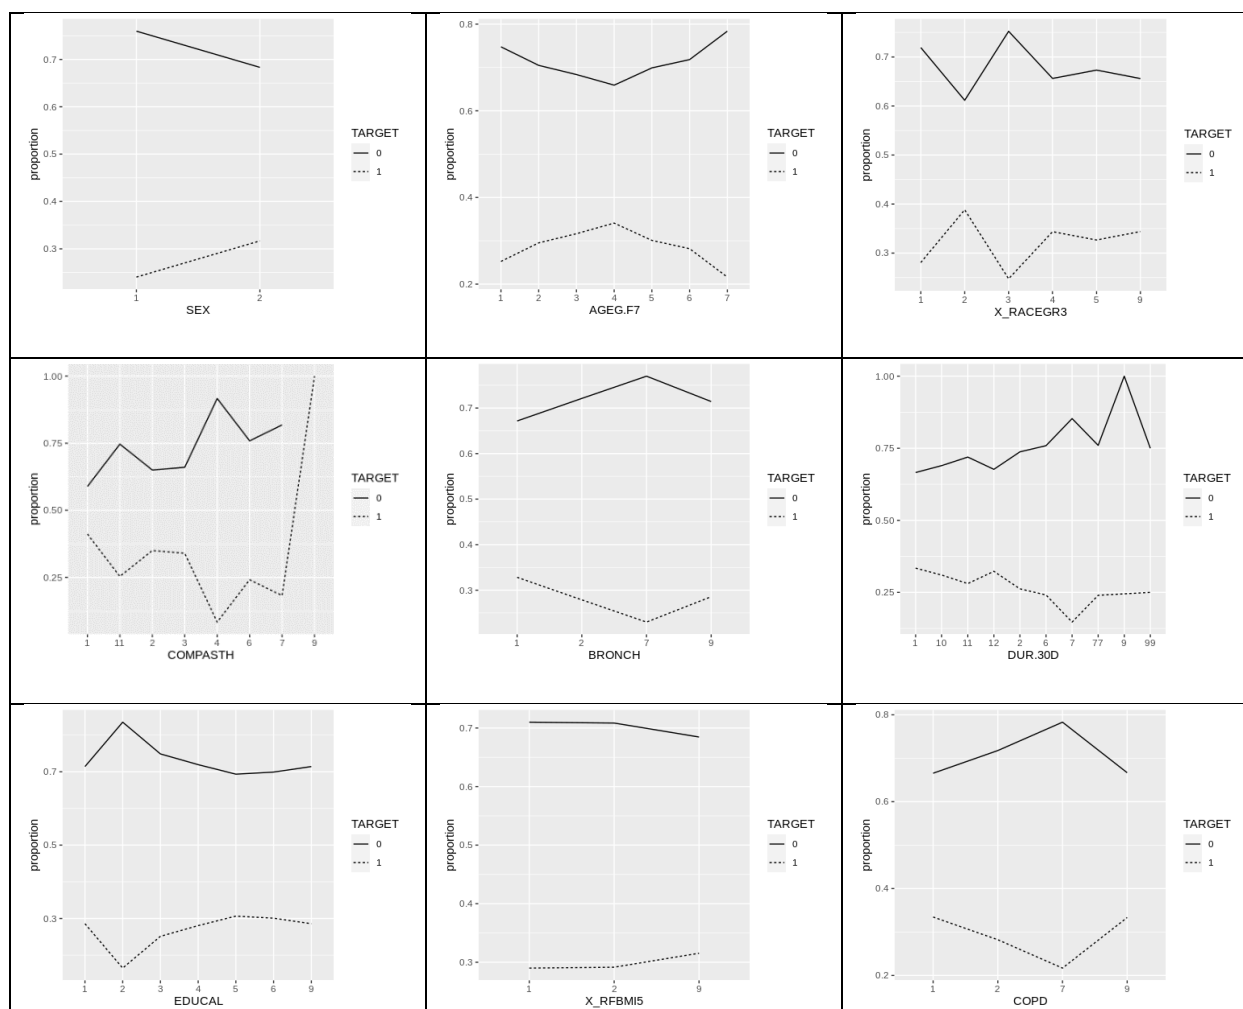 proportion
0.7
0.6
0.5
0.4
0.3
1 2
SEX
TARGET
0
1
proportion
0.8
0.6
0.4
0.2
1 2 3 4 5 6 7
AGEG.F7
TARGET
0
1
proportion
0.7
0.6
0.5
0.4
0.3
1 2 3 4 5 9
X_RACEGR3
TARGET
0
1
proportion
1.00
0.75
0.50
0.25
1 11 2 3 4 6 7 9
COMPASTH
TARGET
0
1
proportion
0.7
0.6
0.5
0.4
0.3
1 2 7 9
BRONCH
TARGET
0
1
proportion
1.00
0.75
0.50
0.25
1 10 11 12 2 6 7 77 9 99
DUR.30D
TARGET
0
1
proportion
0.7
0.5
0.3
1 2 3 4 5 6 9
EDUCAL
TARGET
0
1
proportion
0.7
0.6
0.5
0.4
0.3
1 2 9
X_RFBMI5
TARGET
0
1
proportion
0.8
0.6
0.4
0.2
1 2 7 9
COPD
TARGET
0
1